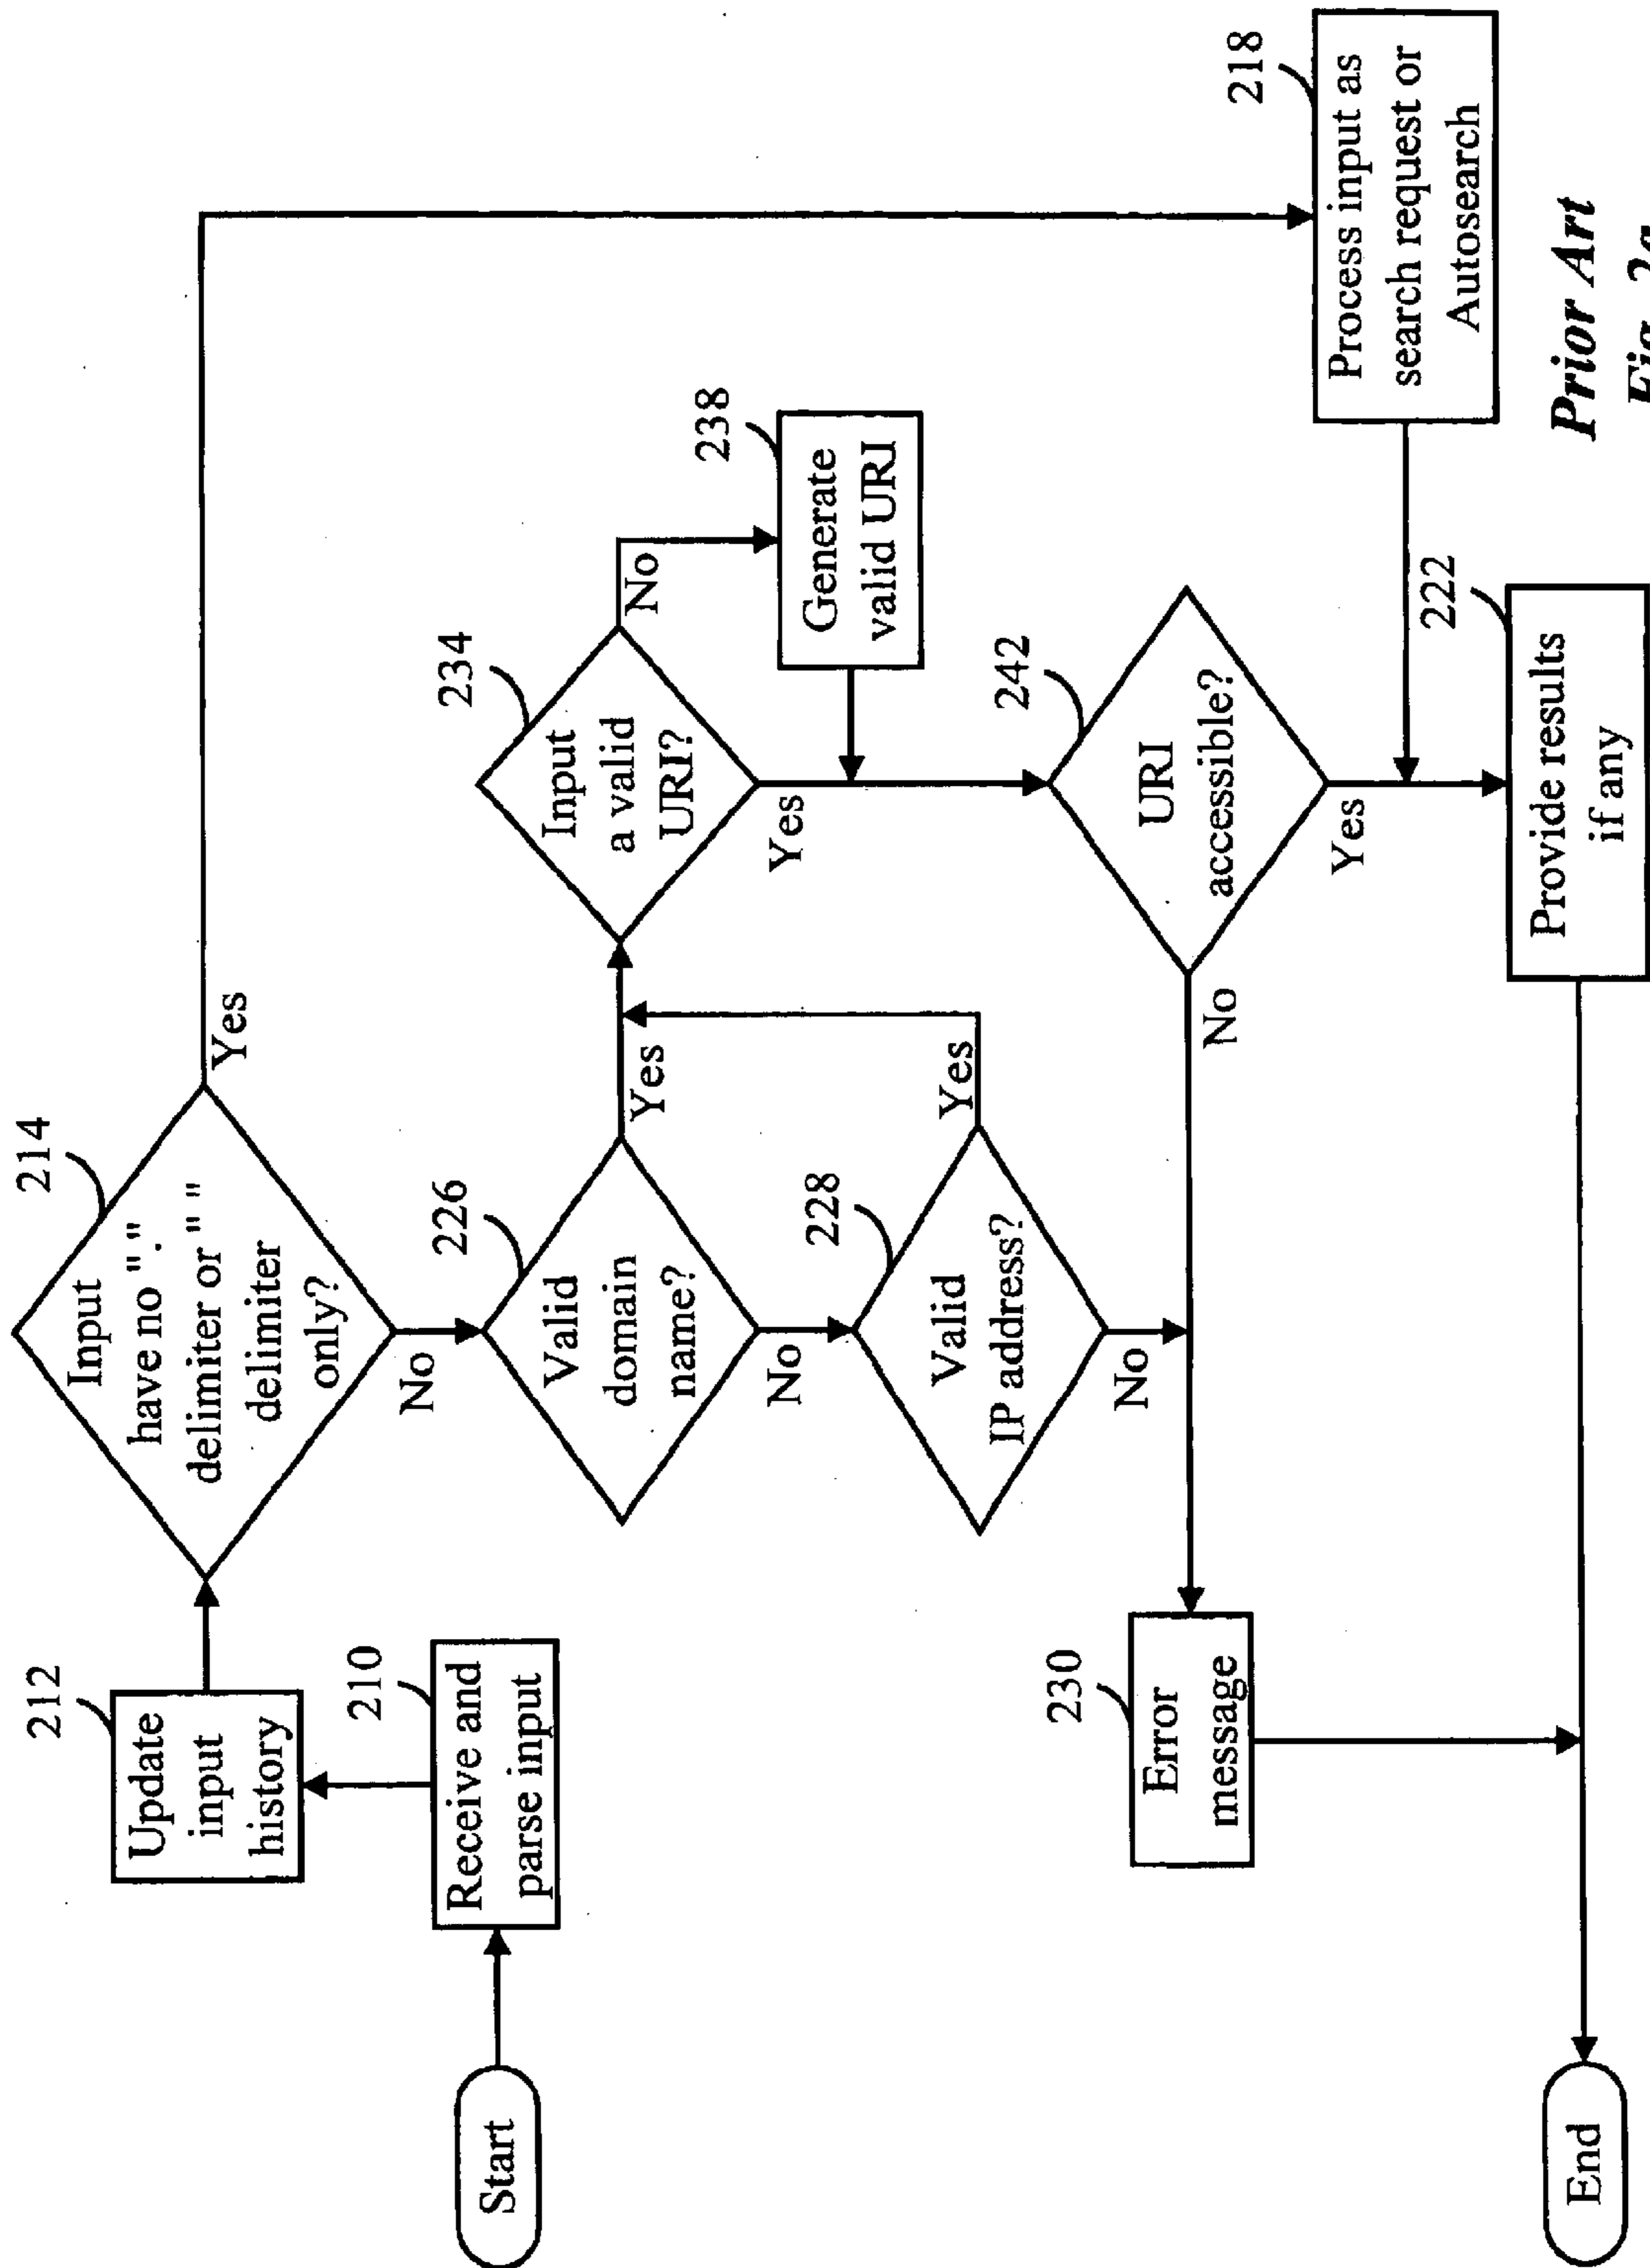 212
Update
input
history
214
Input
have no "."
delimiter or " "
delimiter
only?
Yes
No
Start
210
Receive and
parse input
226
Valid
domain
name?
Yes
No
234
Input
a valid
URI?
No
Yes
238
Generate
valid URI
228
Valid
IP address?
Yes
No
230
Error
message
242
URI
accessible?
No
Yes
218
Process input as
search request or
Autosearch
222
Provide results
if any
End
Prior Art
Fig. 2a